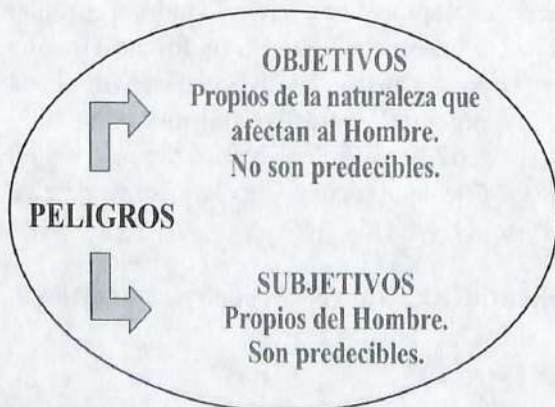 OBJETIVOS
Propios de la naturaleza que
afectan al Hombre.
No son predecibles.
PELIGROS
SUBJETIVOS
Propios del Hombre.
Son predecibles.